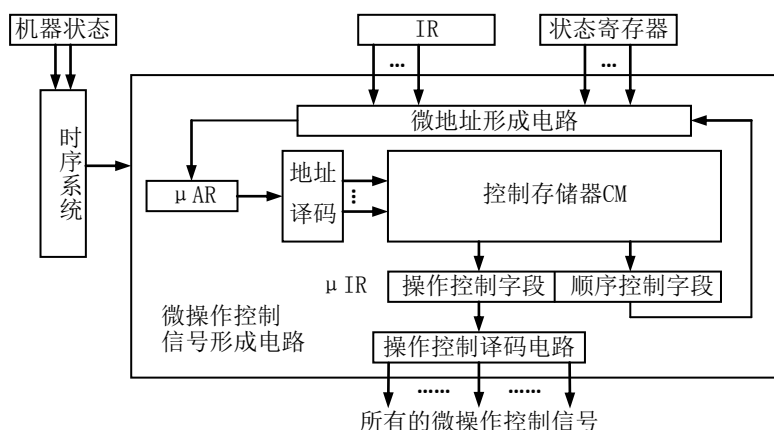 机器状态
IR
状态寄存器
...
...
微地址形成电路
时序系统
μAR
地址
译码
...
控制存储器CM
μIR
操作控制字段
顺序控制字段
微操作控制
信号形成电路
操作控制译码电路
......
......
所有的微操作控制信号